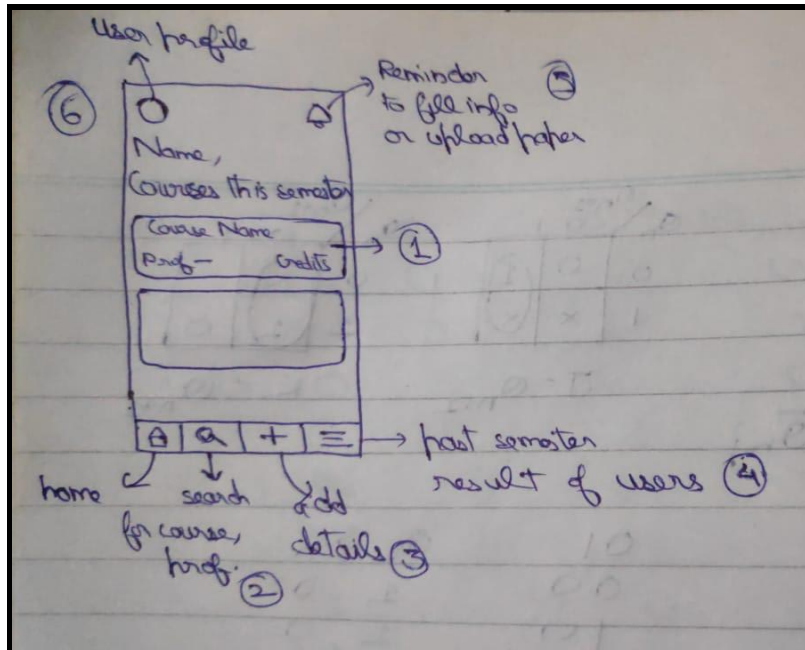 User profile
Reminder
to fill info
or upload paper
5
6
Name,
Courses this semester
Course Name
Prof - Credits
1
past semester
result of users 4
home
search
for course,
prof.
2
Add
details 3